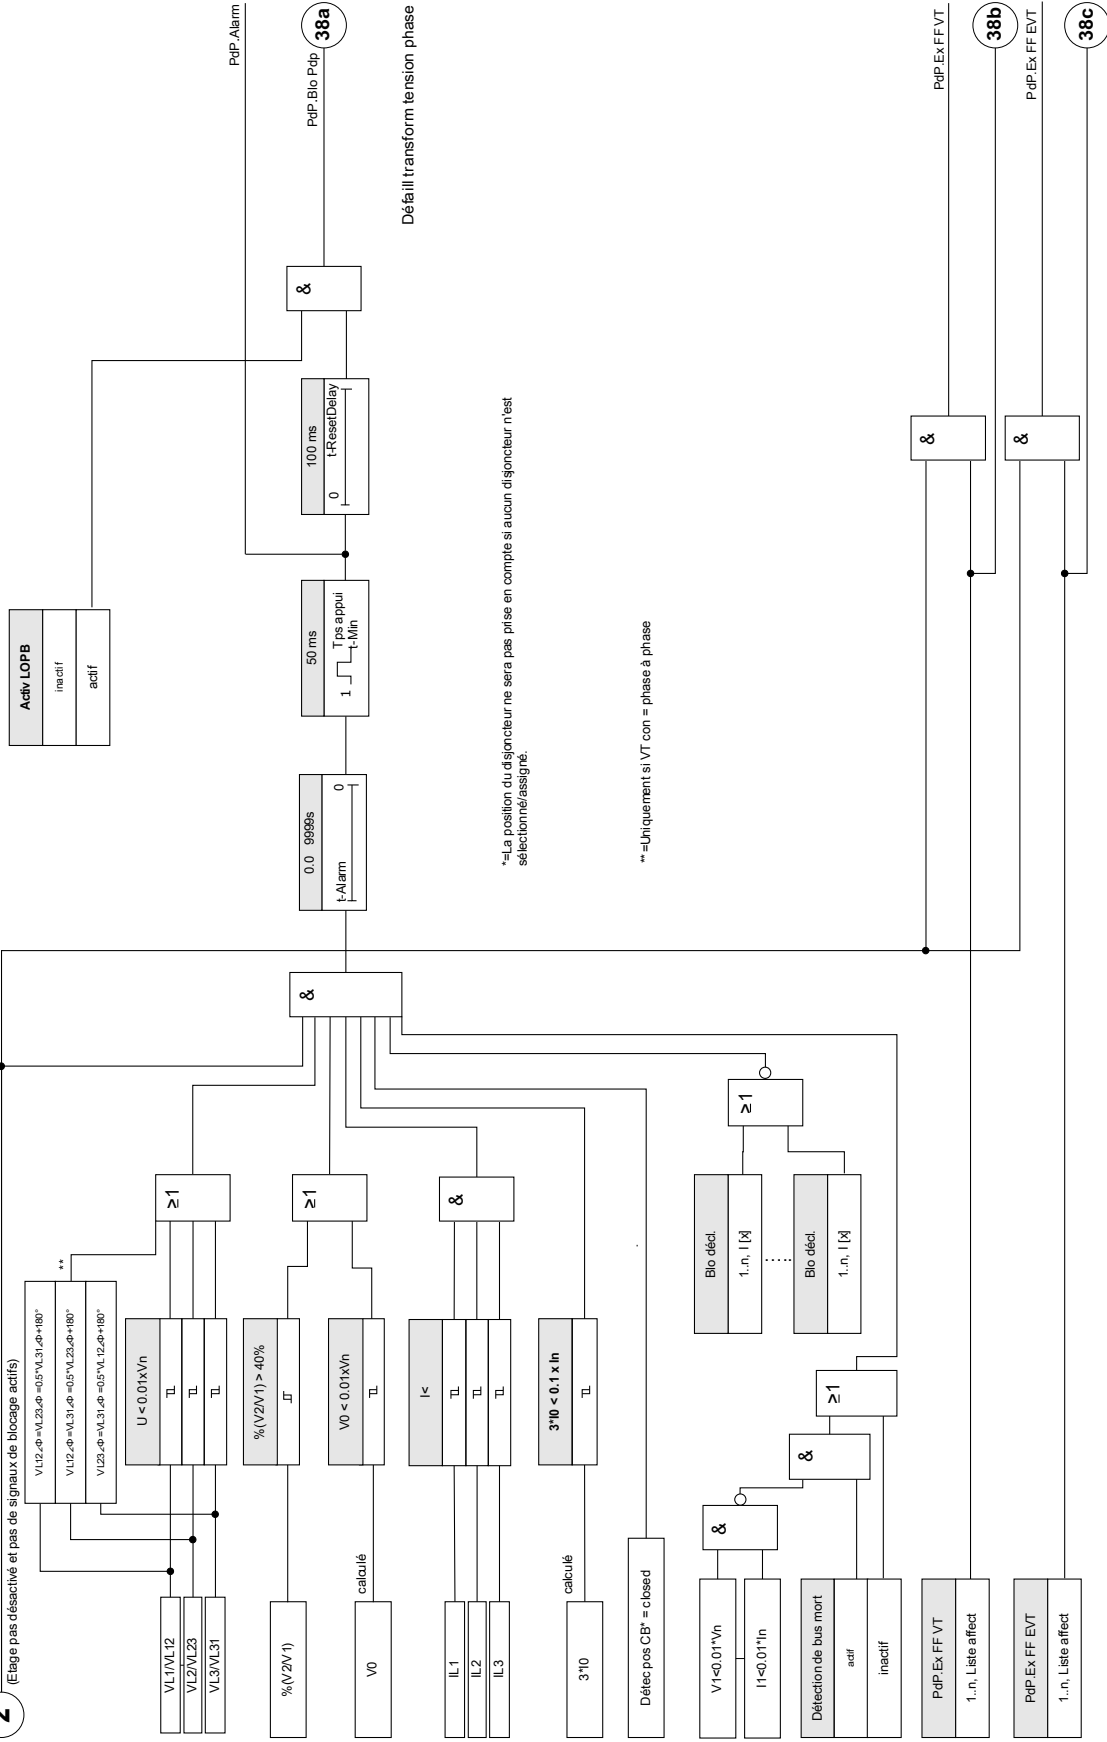 2
(Etage pas désactivé et pas de signaux de blocage actifs)
VL12∠Φ =VL23∠Φ =0.5*VL31∠Φ+180°
VL12∠Φ =VL31∠Φ =0.5*VL23∠Φ+180°
VL23∠Φ =VL31∠Φ =0.5*VL12∠Φ+180°
**
VL1/VL12
VL2/VL23
VL3/VL31
U < 0.01xVn
≥1
%(V2/V1)
%(V2/V1) > 40%
V0
calculé
V0 < 0.01xVn
≥1
IL1
IL2
IL3
I<
&
3*I0
calculé
3*I0 < 0.1 x In
Détec pos CB* = closed
V1<0.01*Vn
I1<0.01*In
&
Détection de bus mort
actif
inactif
&
≥1
Blo décl.
1..n, I [x]
Blo décl.
1..n, I [x]
≥1
&
0.0 9999s
t-Alarm
0
50 ms
1
Tps appui
t-Min
100 ms
0
t-ResetDelay
Activ LOPB
inactif
actif
&
PdP.Alarm
PdP.Blo Pdp
38a
Défaill transform tension phase
*=La position du disjoncteur ne sera pas prise en compte si aucun disjoncteur n'est
sélectionné/assigné.
**=Uniquement si VT con = phase à phase
PdP.Ex FF VT
1..n, Liste affect
&
PdP.Ex FF VT
38b
PdP.Ex FF EVT
1..n, Liste affect
&
PdP.Ex FF EVT
38c